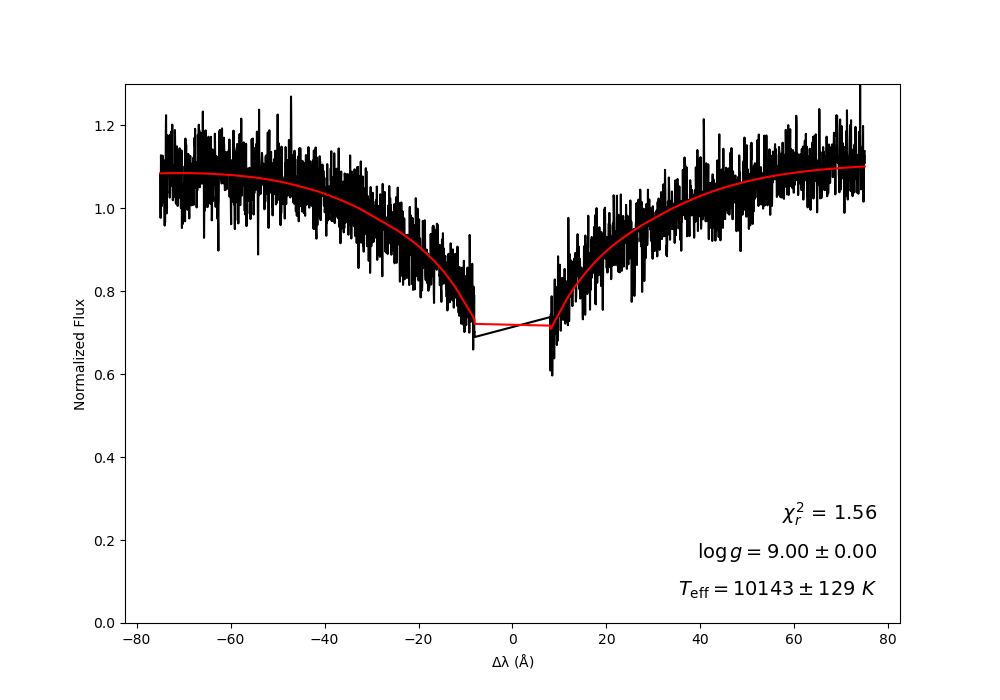 1.2
1.0
0.8
0.6
0.4
0.2
0.0
Normalized Flux
χ²ᵣ = 1.56
log g = 9.00 ± 0.00
T_eff = 10143 ± 129 K
−80 −60 −40 −20 0 20 40 60 80
Δλ (Å)